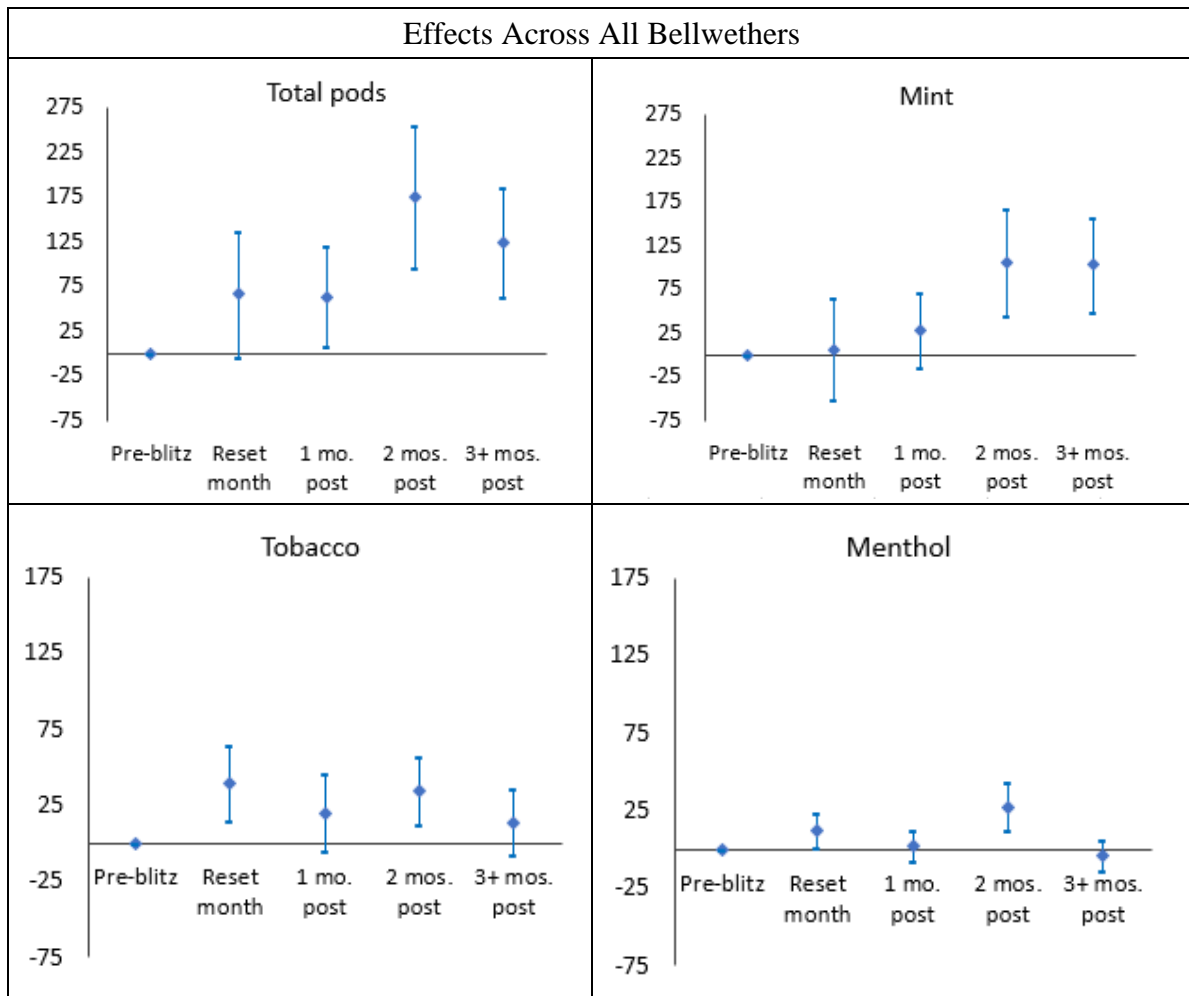 Effects Across All Bellwethers
Total pods
275
225
175
125
75
25
-25
-75
Pre-blitz Reset 1 mo. 2 mos. 3+ mos.
month post post post
Mint
275
225
175
125
75
25
-25
-75
Pre-blitz Reset 1 mo. 2 mos. 3+ mos.
month post post post
Tobacco
175
125
75
25
-25
-75
Pre-blitz Reset 1 mo. 2 mos. 3+ mos.
month post post post
Menthol
175
125
75
25
-25
-75
Pre-blitz Reset 1 mo. 2 mos. 3+ mos.
month post post post